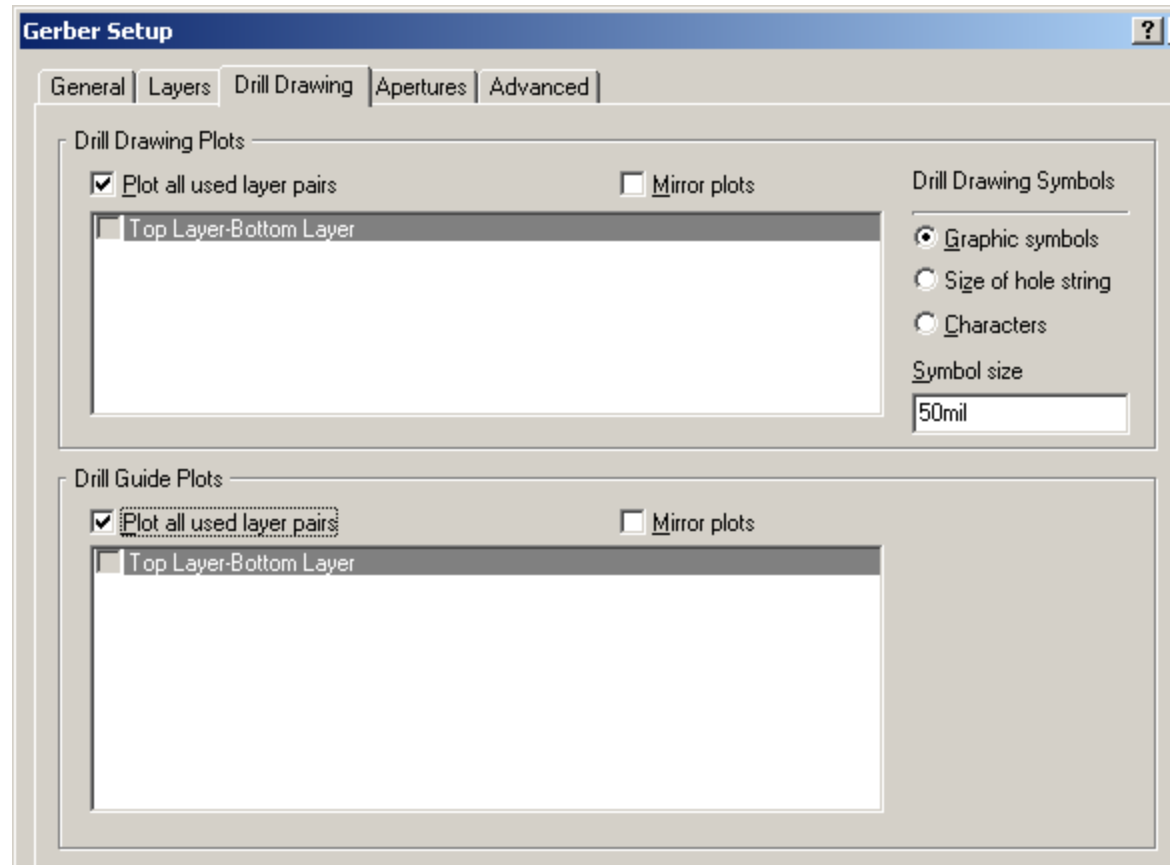 Gerber Setup
?
General Layers Drill Drawing Apertures Advanced
Drill Drawing Plots
Plot all used layer pairs
Mirror plots
Top Layer-Bottom Layer
Drill Drawing Symbols
Graphic symbols
Size of hole string
Characters
Symbol size
50mil
Drill Guide Plots
Plot all used layer pairs
Mirror plots
Top Layer-Bottom Layer